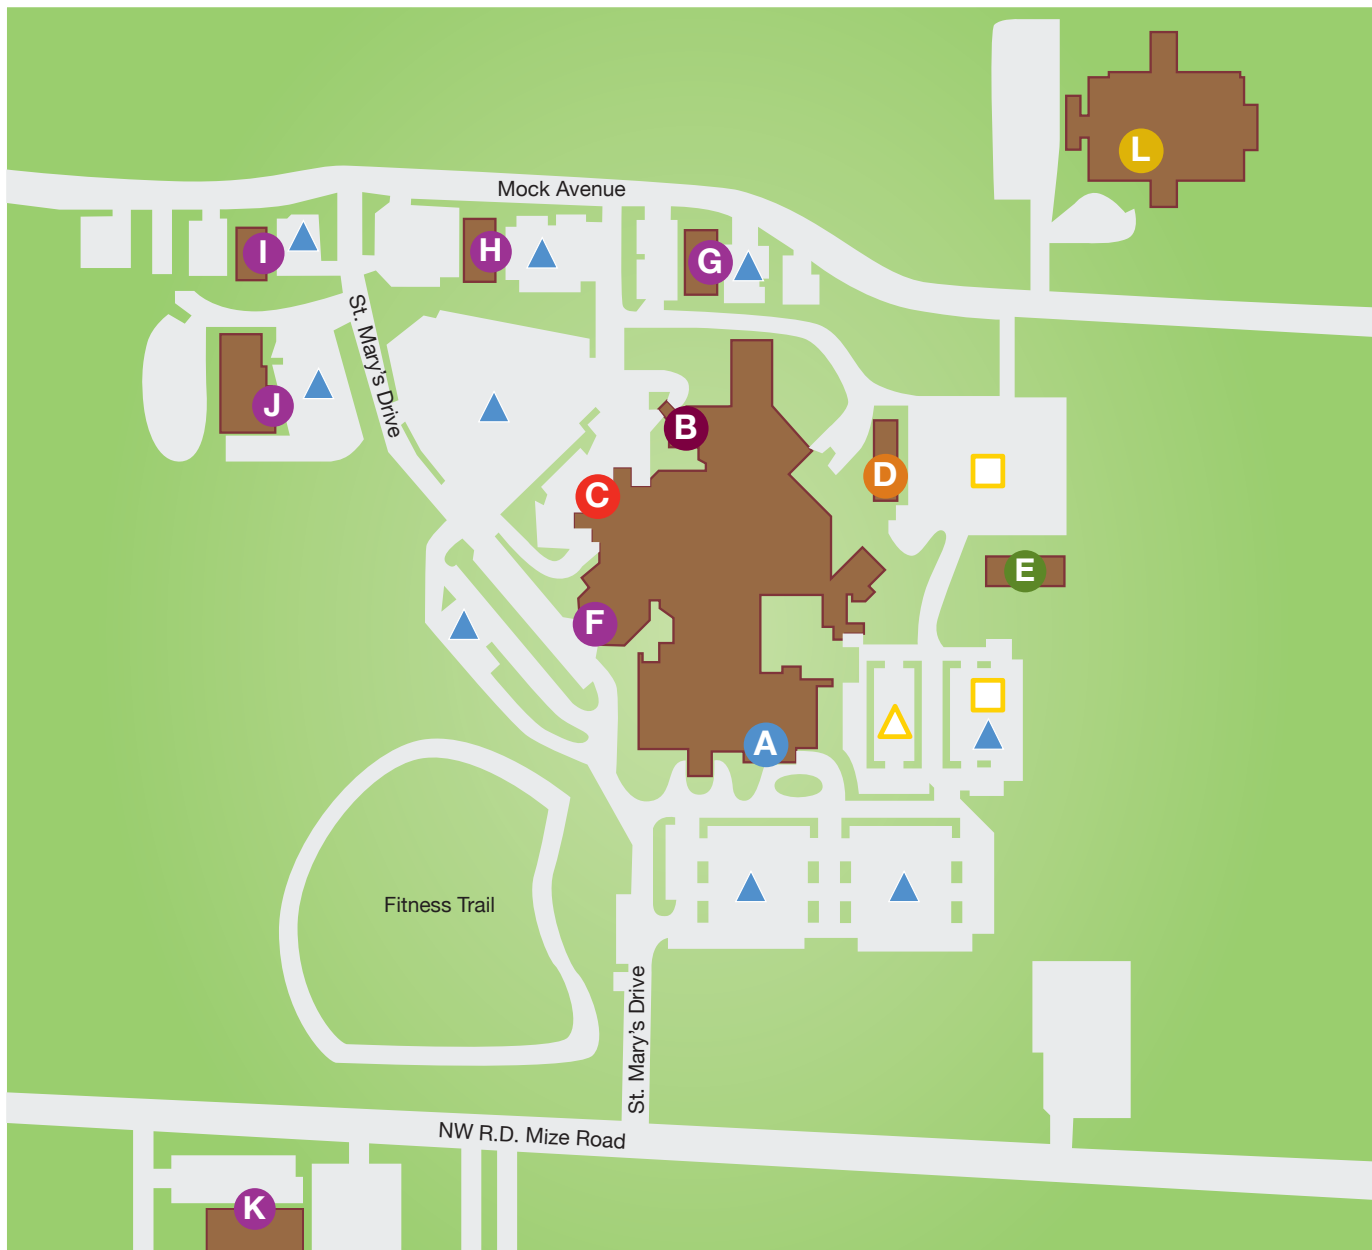 L
Mock Avenue
I
H
G
St. Mary's Drive
J
B
D
C
E
F
A
Fitness Trail
St. Mary's Drive
NW R.D. Mize Road
K